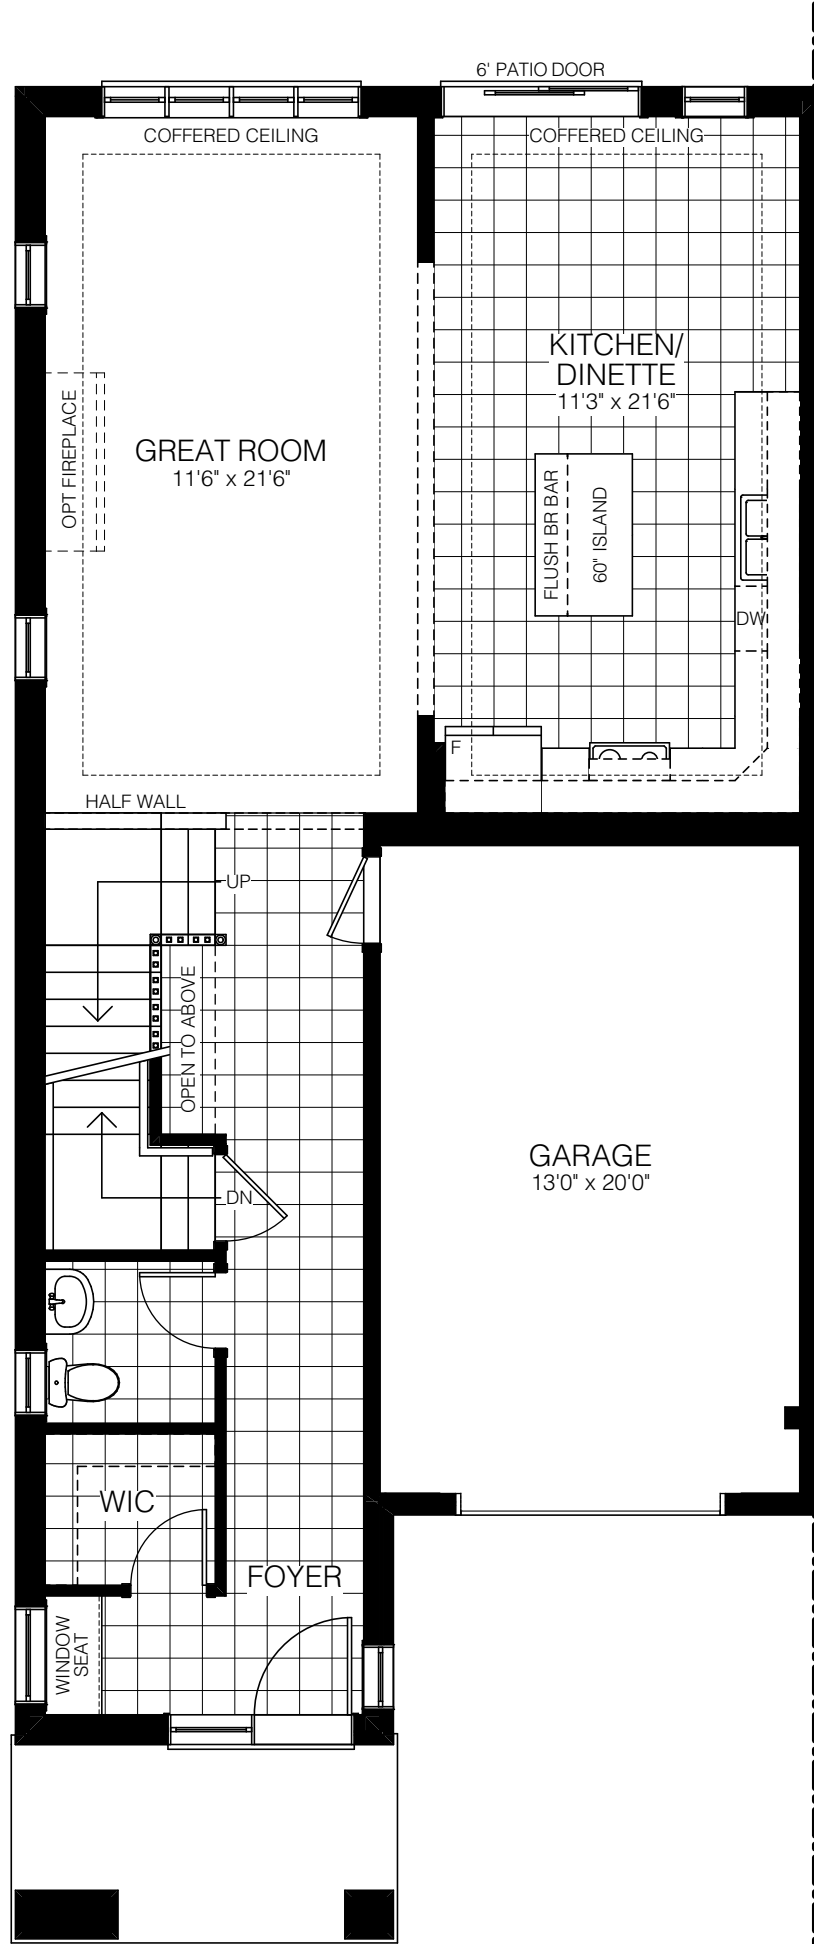 6' PATIO DOOR
COFFERED CEILING
COFFERED CEILING
KITCHEN/
DINETTE
11'3" x 21'6"
OPT FIREPLACE
GREAT ROOM
11'6" x 21'6"
FLUSH BR BAR
60" ISLAND
DW
F
HALF WALL
UP
OPEN TO ABOVE
GARAGE
13'0" x 20'0"
DN
WIC
FOYER
WINDOW
SEAT